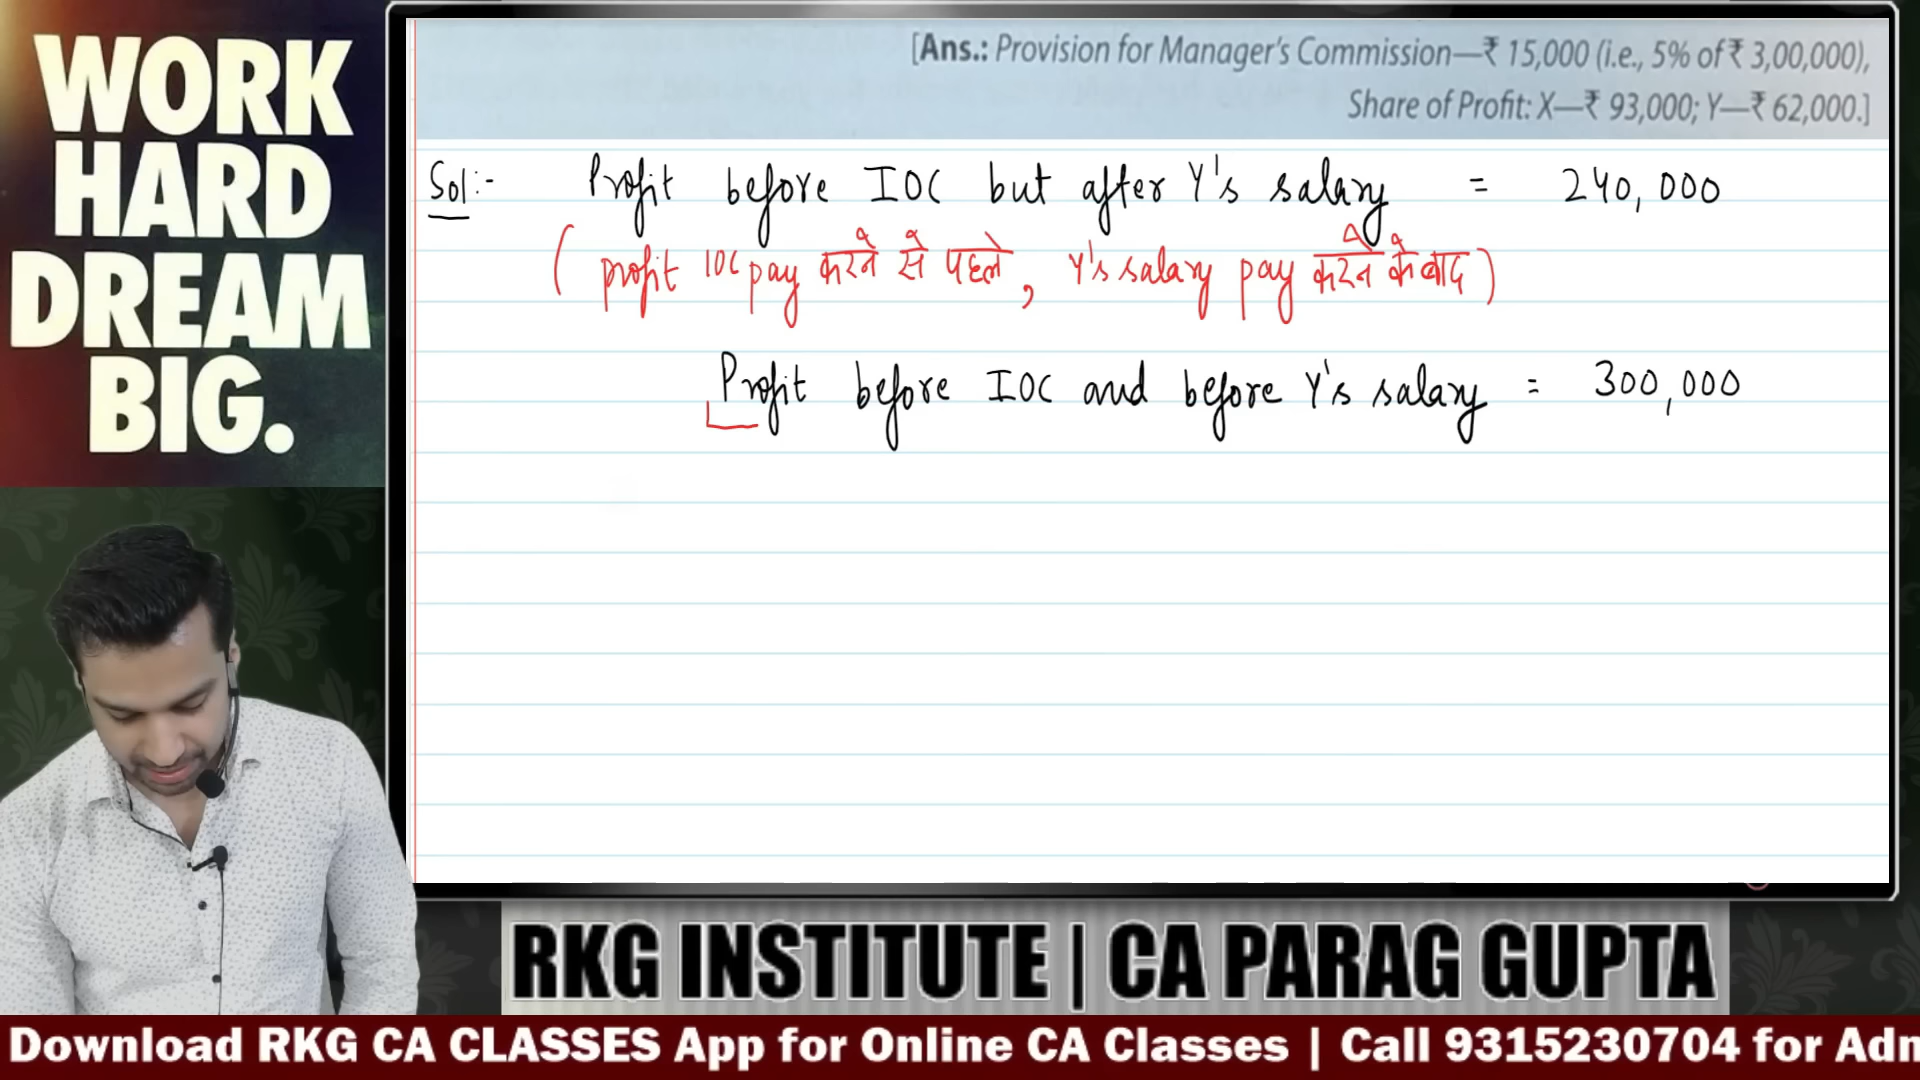 WORK
HARD
DREAM
BIG.
[Ans.: Provision for Manager's Commission—₹ 15,000 (i.e., 5% of ₹ 3,00,000),
Share of Profit: X—₹ 93,000; Y—₹ 62,000.]
Sol:- Profit before IOC but after Y's salary = 240,000
( profit IOC pay करने से पहले, Y's salary pay करने के बाद )
Profit before IOC and before Y's salary = 300,000
RKG INSTITUTE | CA PARAG GUPTA
Download RKG CA CLASSES App for Online CA Classes | Call 9315230704 for Adn